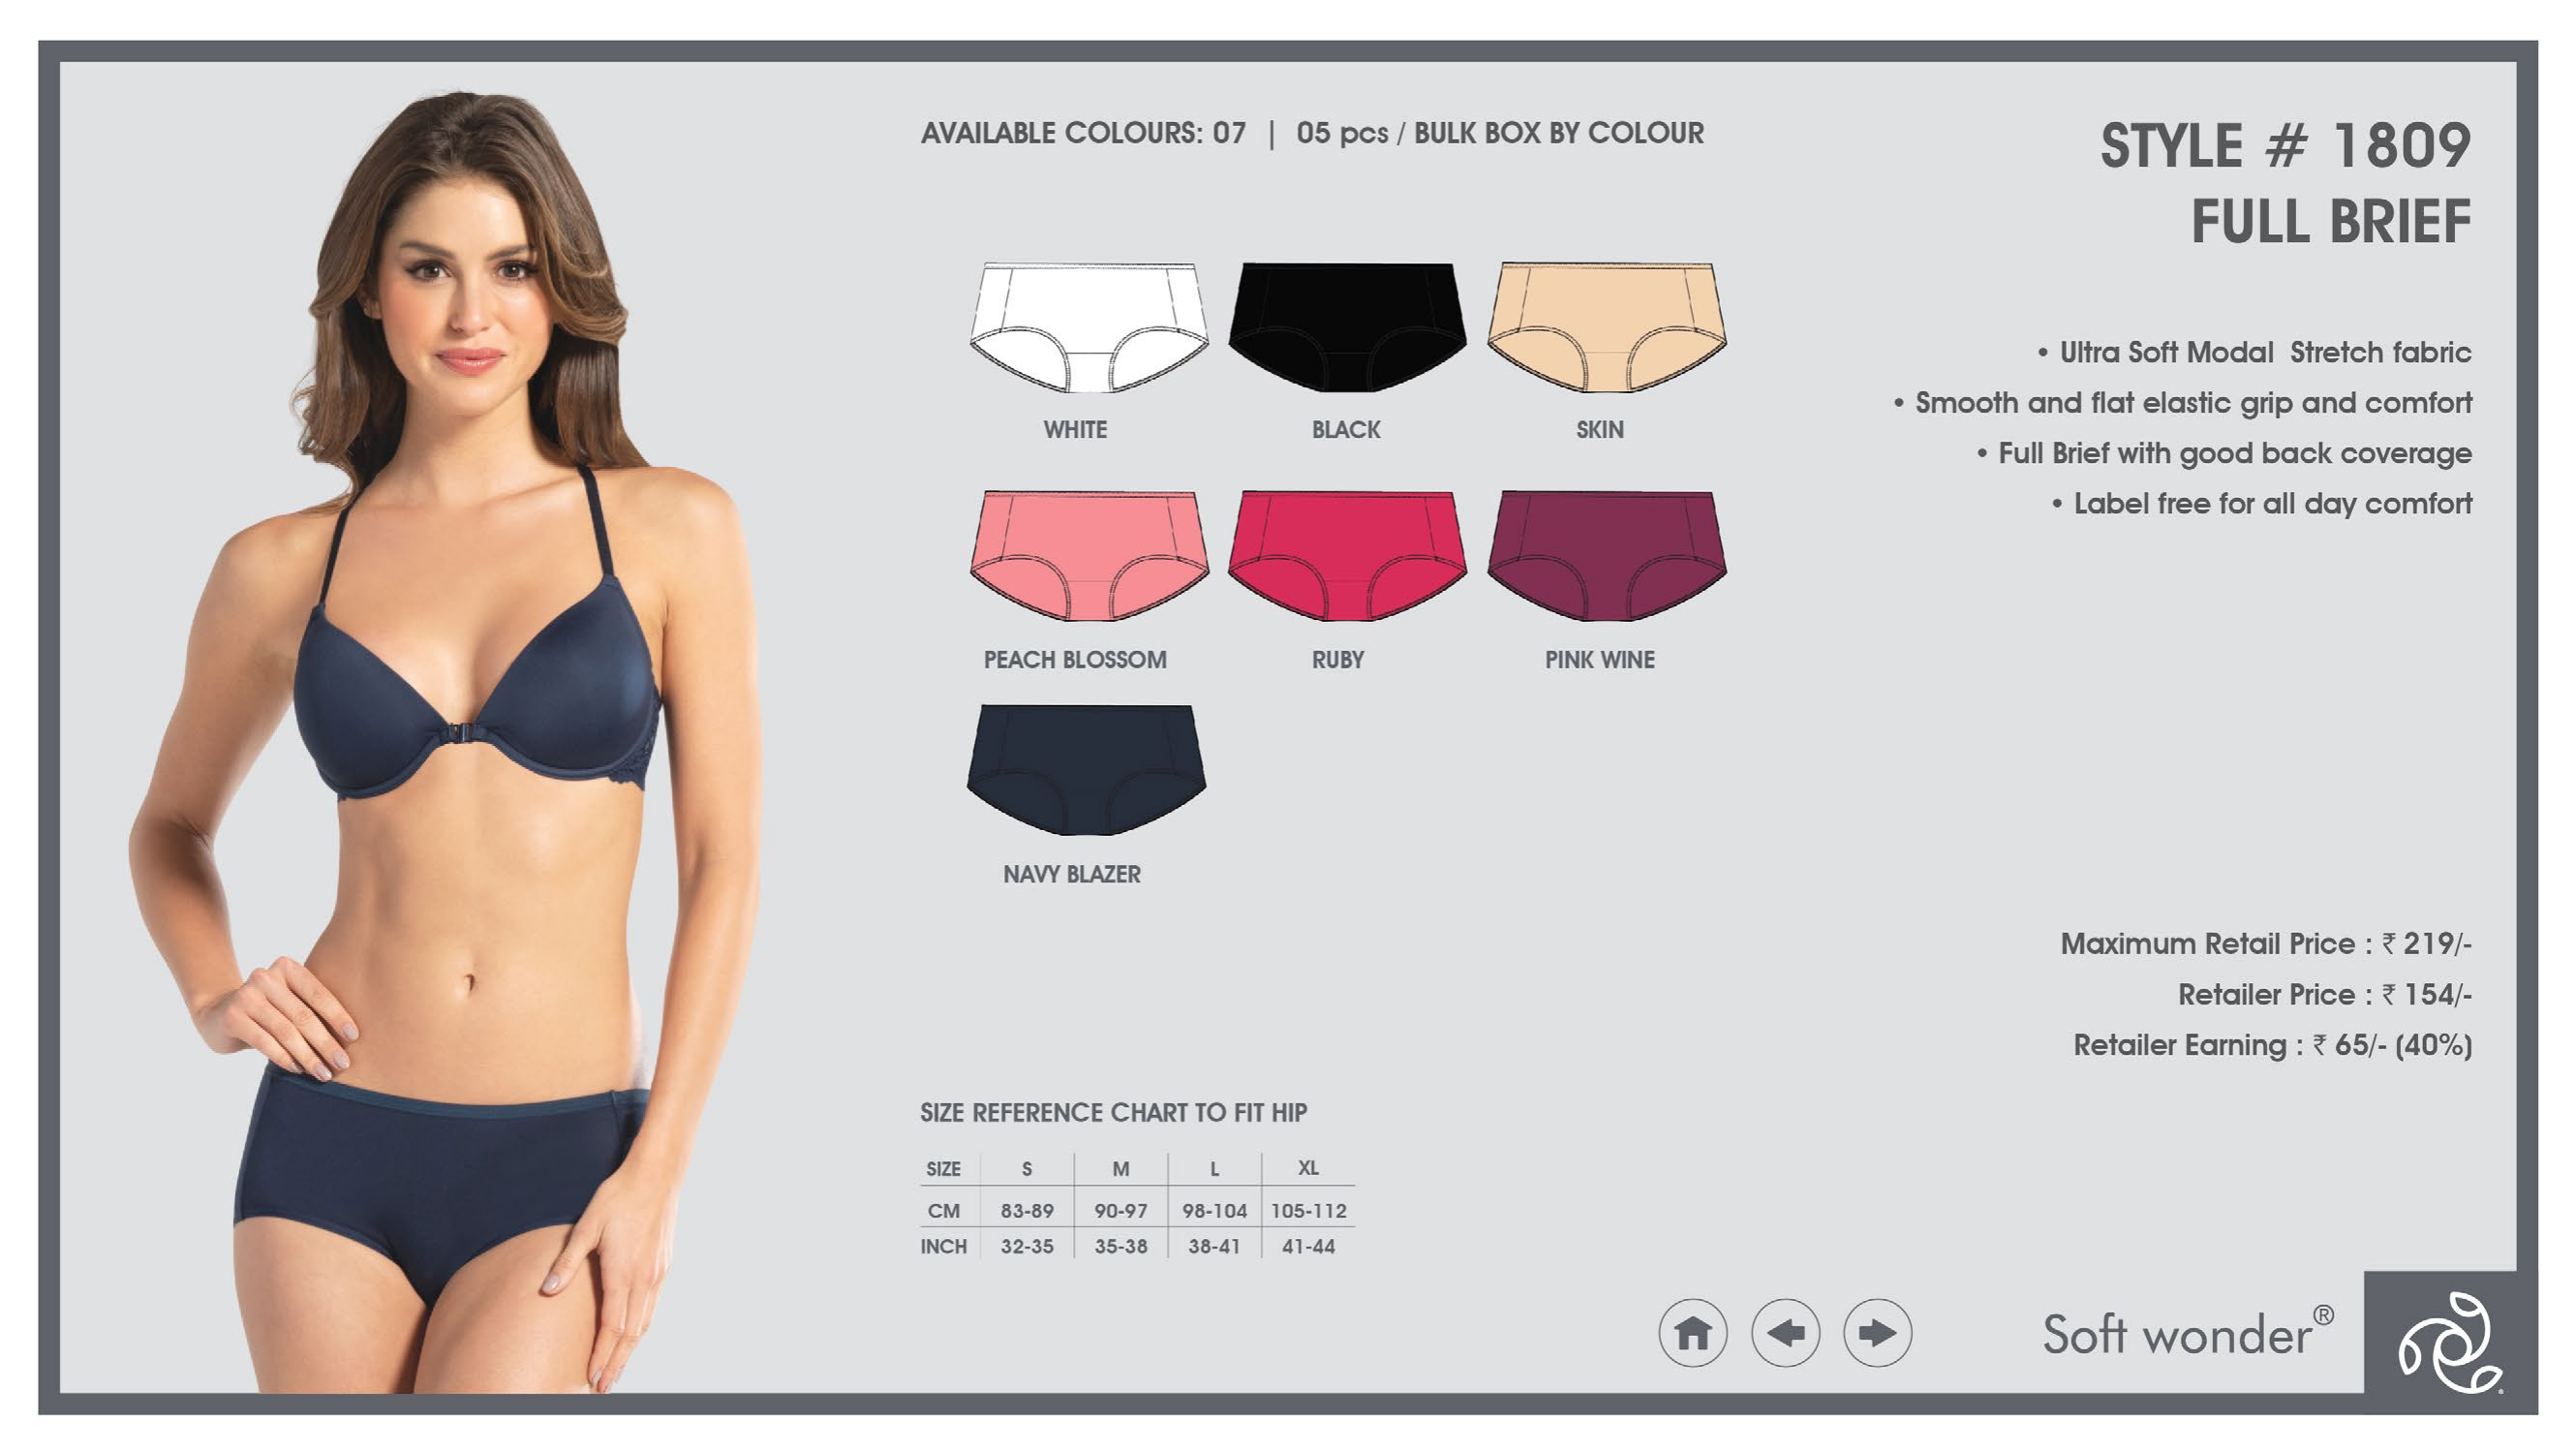 AVAILABLE COLOURS: 07 | 05 pcs / BULK BOX BY COLOUR
STYLE # 1809
FULL BRIEF
WHITE
BLACK
SKIN
PEACH BLOSSOM
RUBY
PINK WINE
NAVY BLAZER
• Ultra Soft Modal Stretch fabric
• Smooth and flat elastic grip and comfort
• Full Brief with good back coverage
• Label free for all day comfort
Maximum Retail Price : ₹ 219/-
Retailer Price : ₹ 154/-
Retailer Earning : ₹ 65/- (40%)
SIZE REFERENCE CHART TO FIT HIP
SIZE S M L XL
CM 83-89 90-97 98-104 105-112
INCH 32-35 35-38 38-41 41-44
Soft wonder®